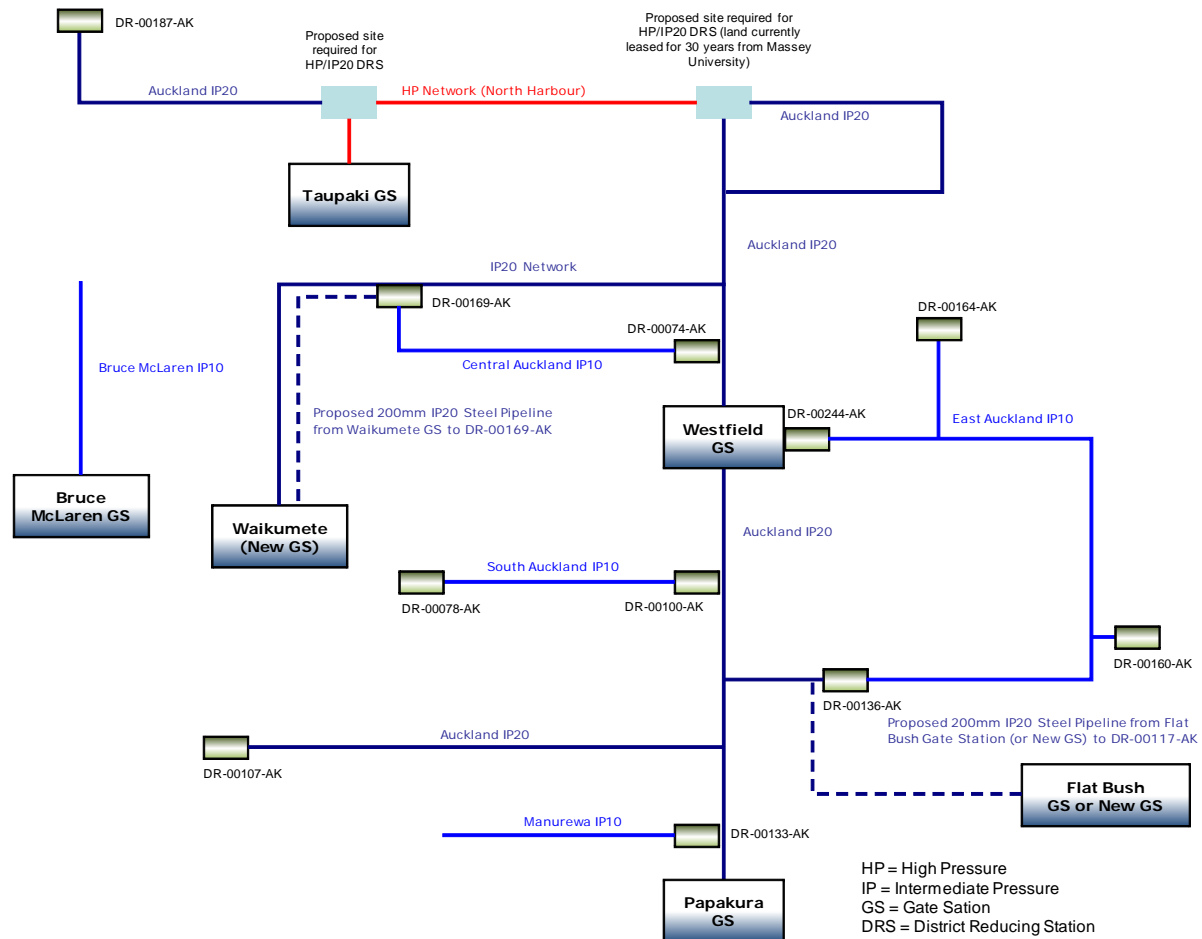 DR-00187-AK
Proposed site
required for
HP/IP20 DRS
Proposed site required for
HP/IP20 DRS (land currently
leased for 30 years from Massey
University)
Auckland IP20
HP Network (North Harbour)
Auckland IP20
Taupaki GS
Auckland IP20
IP20 Network
DR-00169-AK
DR-00164-AK
DR-00074-AK
Bruce McLaren IP10
Central Auckland IP10
Proposed 200mm IP20 Steel Pipeline
from Waikumete GS to DR-00169-AK
DR-00244-AK
East Auckland IP10
Westfield
GS
Bruce
McLaren GS
Waikumete
(New GS)
Auckland IP20
South Auckland IP10
DR-00078-AK
DR-00100-AK
DR-00160-AK
DR-00136-AK
Proposed 200mm IP20 Steel Pipeline from Flat
Bush Gate Station (or New GS) to DR-00117-AK
Auckland IP20
DR-00107-AK
Flat Bush
GS or New GS
Manurewa IP10
DR-00133-AK
Papakura
GS
HP = High Pressure
IP = Intermediate Pressure
GS = Gate Sation
DRS = District Reducing Station